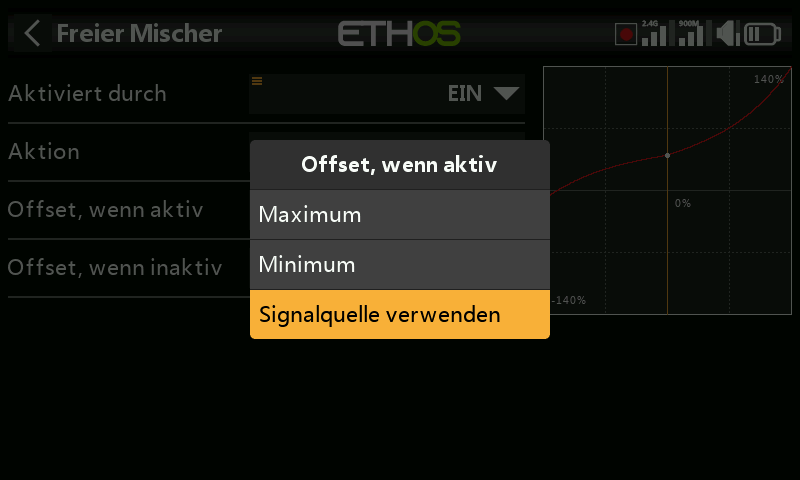 Freier Mischer
ETHOS
2.4G
900M
Aktiviert durch
EIN
140%
Aktion
Offset, wenn aktiv
Maximum
Minimum
Signalquelle verwenden
Offset, wenn aktiv
Offset, wenn inaktiv
0%
-140%